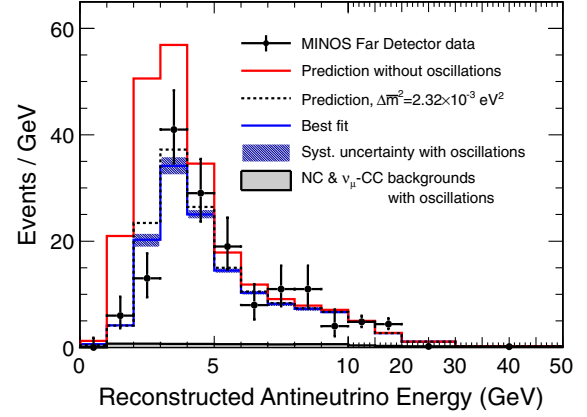 60
40
20
0
Events / GeV
MINOS Far Detector data
Prediction without oscillations
Prediction, Δm̅²=2.32×10⁻³ eV²
Best fit
Syst. uncertainty with oscillations
NC & νμ-CC backgrounds
with oscillations
0 5 10 20 30 40 50
Reconstructed Antineutrino Energy (GeV)